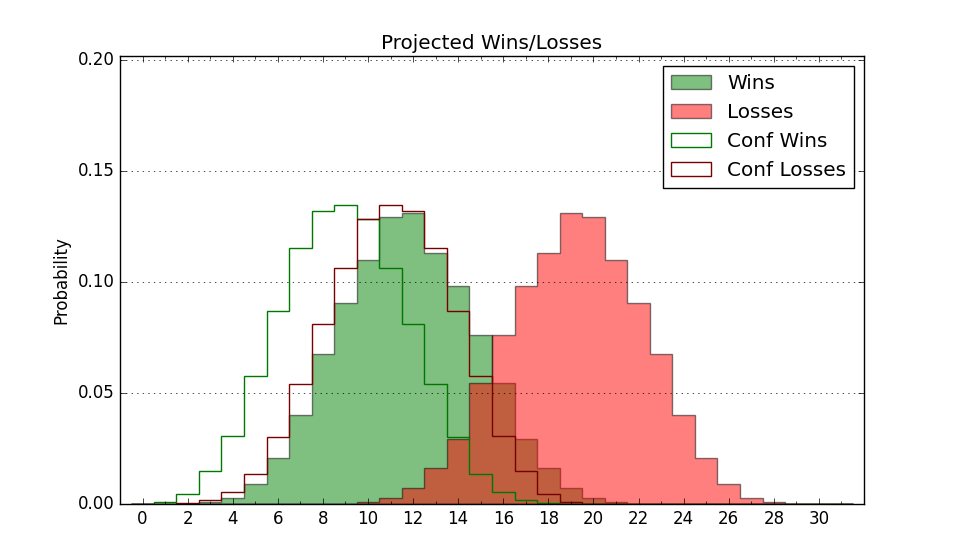 Projected Wins/Losses
0.20
0.15
0.10
0.05
0.00
Probability
Wins
Losses
Conf Wins
Conf Losses
0 2 4 6 8 10 12 14 16 18 20 22 24 26 28 30